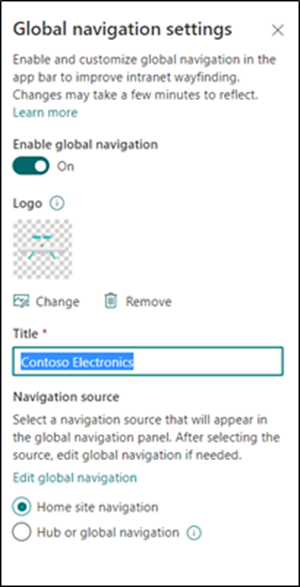 Global navigation settings
Enable and customize global navigation in the
app bar to improve intranet wayfinding.
Changes may take a few minutes to reflect.
Learn more
Enable global navigation
On
Logo
Change Remove
Title *
Contoso Electronics
Navigation source
Select a navigation source that will appear in
the global navigation panel. After selecting the
source, edit global navigation if needed.
Edit global navigation
Home site navigation
Hub or global navigation